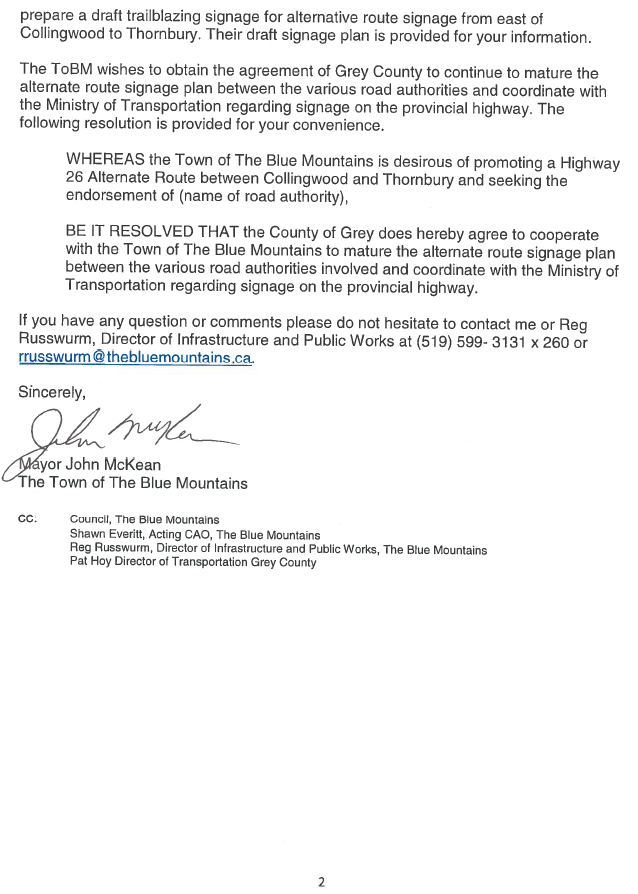 prepare a draft trailblazing signage for alternative route signage from east of
Collingwood to Thornbury. Their draft signage plan is provided for your information.
The ToBM wishes to obtain the agreement of Grey County to continue to mature the
alternate route signage plan between the various road authorities and coordinate with
the Ministry of Transportation regarding signage on the provincial highway. The
following resolution is provided for your convenience.
WHEREAS the Town of The Blue Mountains is desirous of promoting a Highway
26 Alternate Route between Collingwood and Thornbury and seeking the
endorsement of (name of road authority),
BE IT RESOLVED THAT the County of Grey does hereby agree to cooperate
with the Town of The Blue Mountains to mature the alternate route signage plan
between the various road authorities involved and coordinate with the Ministry of
Transportation regarding signage on the provincial highway.
If you have any question or comments please do not hesitate to contact me or Reg
Russwurm, Director of Infrastructure and Public Works at (519) 599- 3131 x 260 or
rrusswurm@thebluemountains.ca.
Sincerely,
John McKean
Mayor John McKean
The Town of The Blue Mountains
cc: Council, The Blue Mountains
Shawn Everitt, Acting CAO, The Blue Mountains
Reg Russwurm, Director of Infrastructure and Public Works, The Blue Mountains
Pat Hoy Director of Transportation Grey County
2